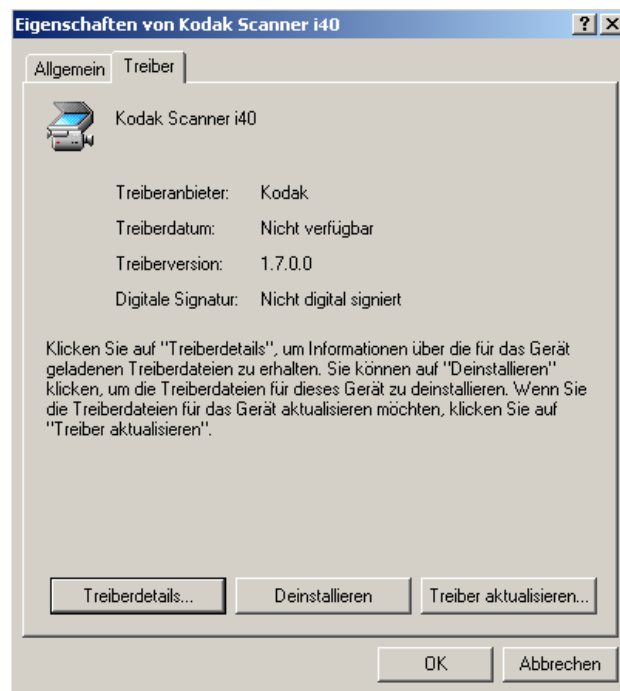 Eigenschaften von Kodak Scanner i40
Allgemein
Treiber
Kodak Scanner i40
Treiberanbieter: Kodak
Treiberdatum: Nicht verfügbar
Treiberversion: 1.7.0.0
Digitale Signatur: Nicht digital signiert
Klicken Sie auf "Treiberdetails", um Informationen über die für das Gerät
geladenen Treiberdateien zu erhalten. Sie können auf "Deinstallieren"
klicken, um die Treiberdateien für dieses Gerät zu deinstallieren. Wenn Sie
die Treiberdateien für das Gerät aktualisieren möchten, klicken Sie auf
"Treiber aktualisieren".
Treiberdetails...
Deinstallieren
Treiber aktualisieren...
OK
Abbrechen